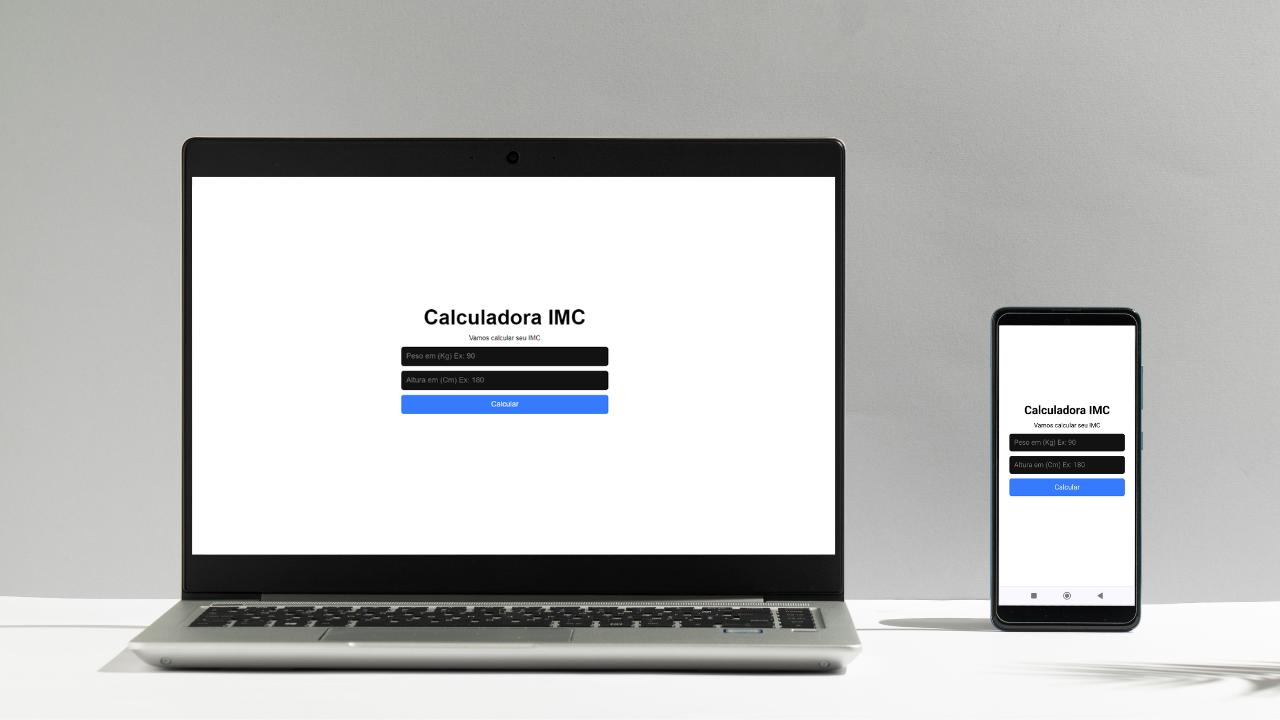 Calculadora IMC
Vamos calcular seu IMC
Peso em (Kg) Ex: 90
Altura em (Cm) Ex: 180
Calcular
Calculadora IMC
Vamos calcular seu IMC
Peso em (Kg) Ex: 90
Altura em (Cm) Ex: 180
Calcular